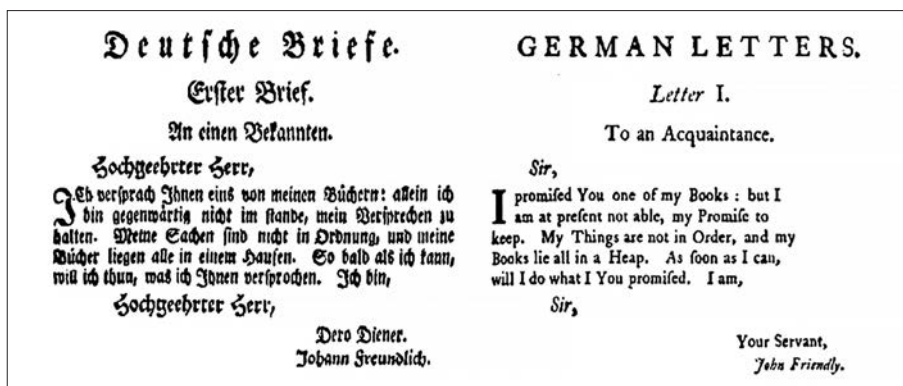 Deutſche Briefe.
Erſter Brief.
An einen Bekannten.
Hochgeehrter Herr,
ICh verſprach Ihnen eins von meinen Büchern: allein ich
bin gegenwärtig nicht im ſtande, mein Verſprechen zu
halten. Meine Sachen ſind nicht in Ordnung, und meine
Bücher liegen alle in einem Haufen. So bald als ich kann,
will ich thun, was ich Ihnen verſprochen. Ich bin,
Hochgeehrter Herr,
Dero Diener.
Johann Freundlich.
GERMAN LETTERS.
Letter I.
To an Acquaintance.
Sir,
I promiſed You one of my Books : but I
am at preſent not able, my Promiſe to
keep. My Things are not in Order, and my
Books lie all in a Heap. As ſoon as I can,
will I do what I You promiſed. I am,
Sir,
Your Servant,
John Friendly.